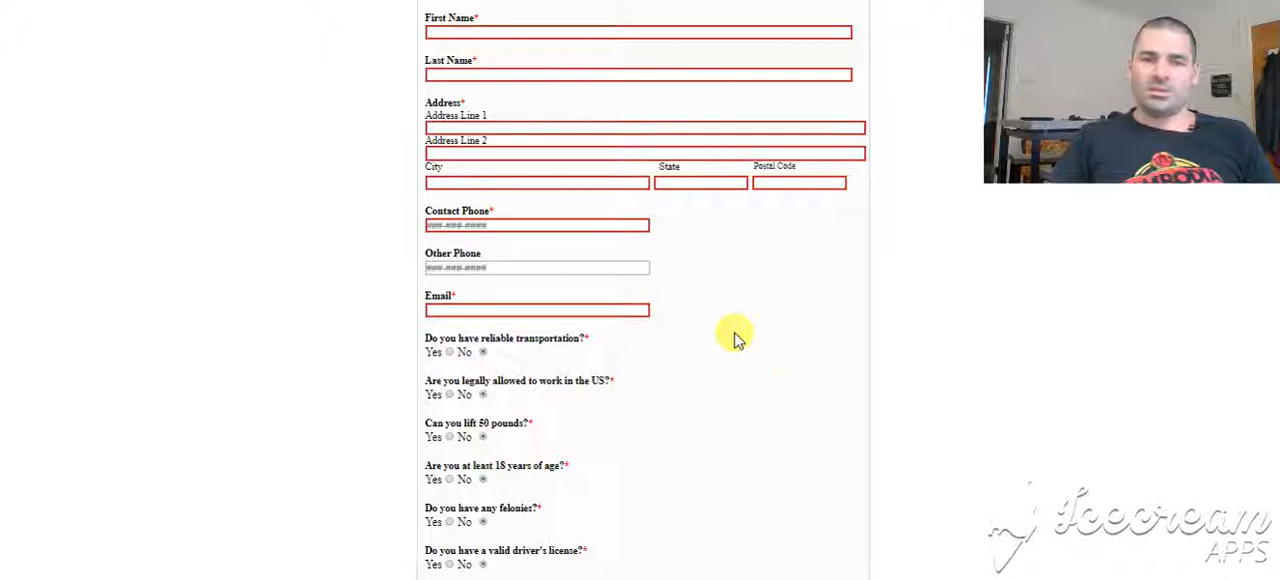 First Name*
Last Name*
Address*
Address Line 1
Address Line 2
City State Postal Code
Contact Phone*
###-###-####
Other Phone
###-###-####
Email*
Do you have reliable transportation?*
Yes No
Are you legally allowed to work in the US?*
Yes No
Can you lift 50 pounds?*
Yes No
Are you at least 18 years of age?*
Yes No
Do you have any felonies?*
Yes No
Do you have a valid driver's license?*
Yes No
Icecream
APPS